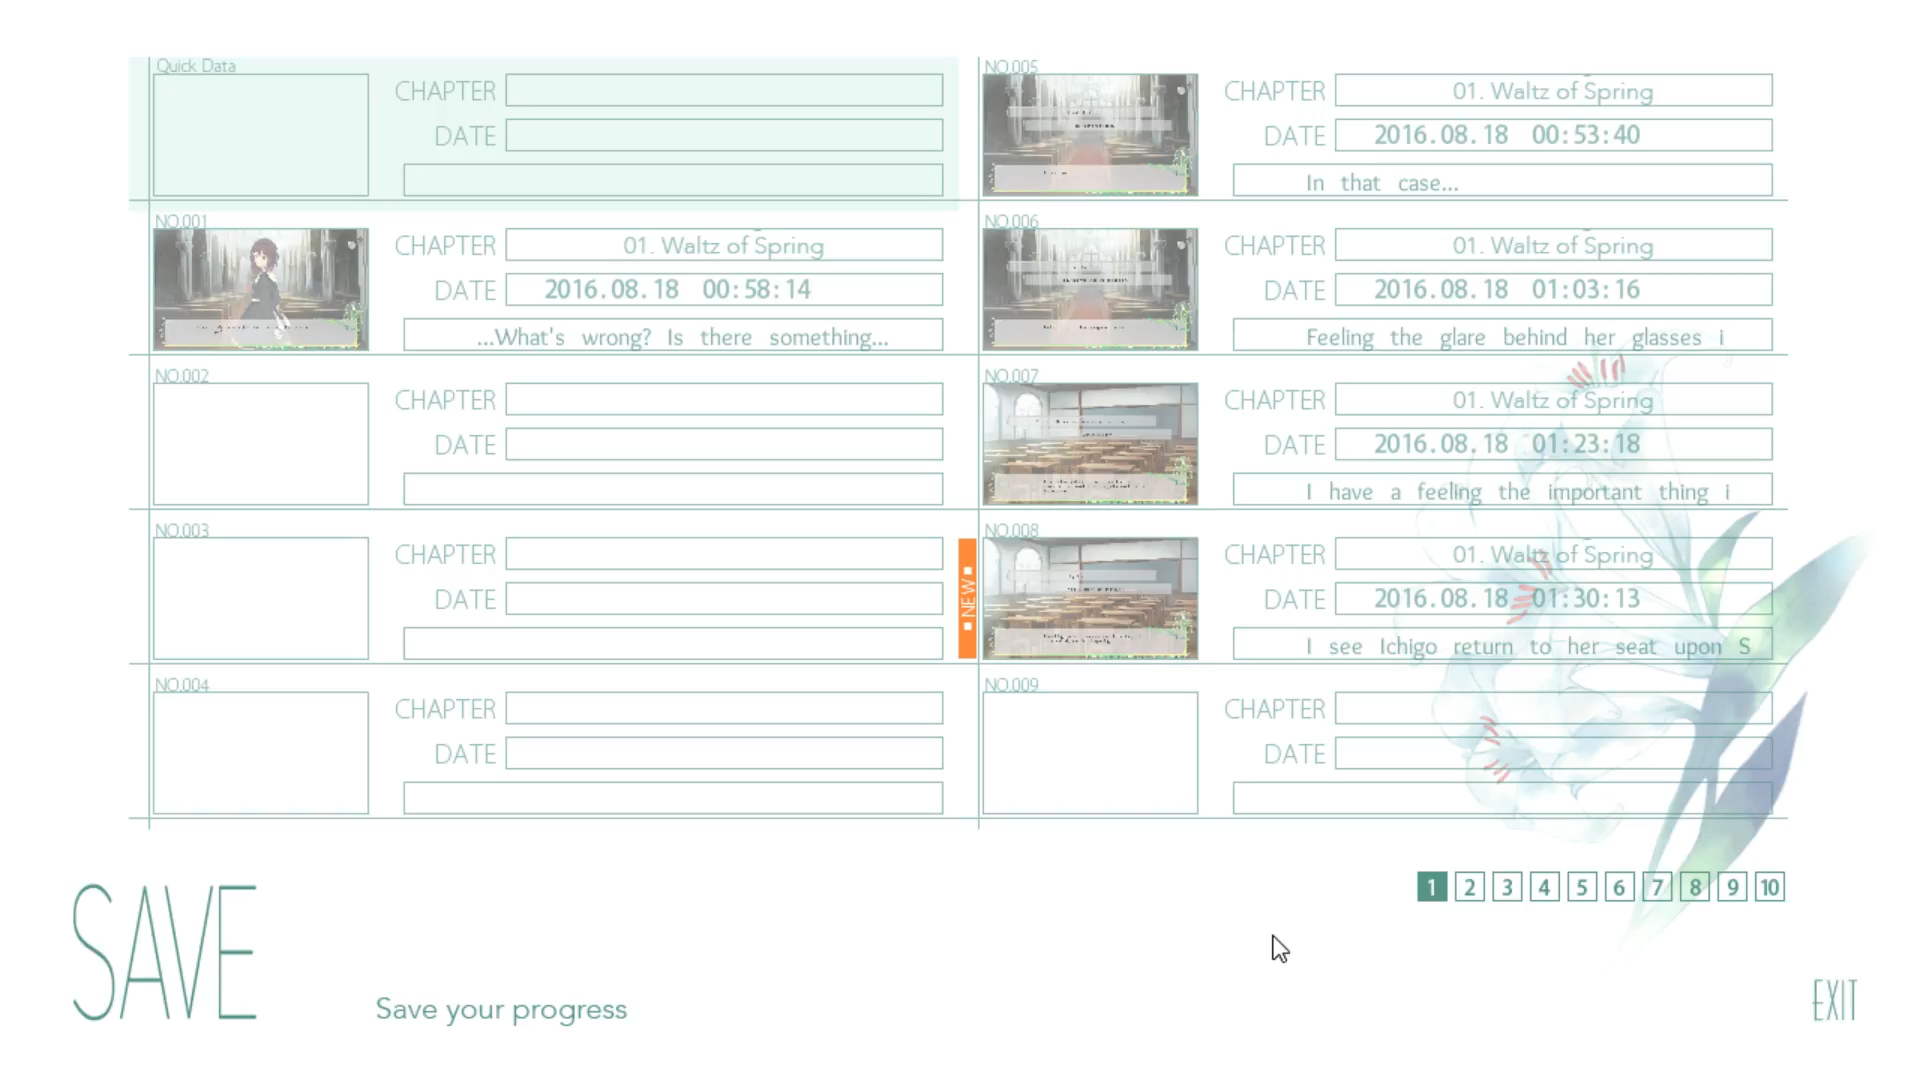 Quick Data
CHAPTER
DATE
NO.001
CHAPTER 01. Waltz of Spring
DATE 2016.08.18 00:58:14
...What's wrong? Is there something...
NO.002
CHAPTER
DATE
NO.003
CHAPTER
DATE
NO.004
CHAPTER
DATE
NO.005
CHAPTER 01. Waltz of Spring
DATE 2016.08.18 00:53:40
In that case...
NO.006
CHAPTER 01. Waltz of Spring
DATE 2016.08.18 01:03:16
Feeling the glare behind her glasses i
NO.007
CHAPTER 01. Waltz of Spring
DATE 2016.08.18 01:23:18
I have a feeling the important thing i
NEW
NO.008
CHAPTER 01. Waltz of Spring
DATE 2016.08.18 01:30:13
I see Ichigo return to her seat upon S
NO.009
CHAPTER
DATE
1 2 3 4 5 6 7 8 9 10
SAVE
Save your progress
EXIT